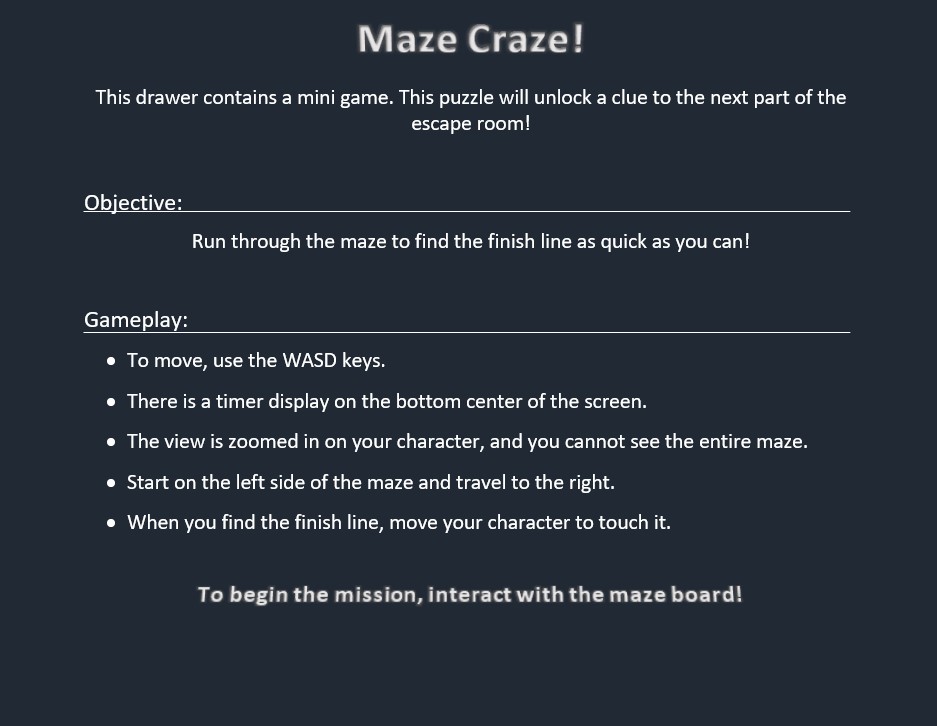 Maze Craze!
This drawer contains a mini game. This puzzle will unlock a clue to the next part of the
escape room!
Objective:
Run through the maze to find the finish line as quick as you can!
Gameplay:
• To move, use the WASD keys.
• There is a timer display on the bottom center of the screen.
• The view is zoomed in on your character, and you cannot see the entire maze.
• Start on the left side of the maze and travel to the right.
• When you find the finish line, move your character to touch it.
To begin the mission, interact with the maze board!